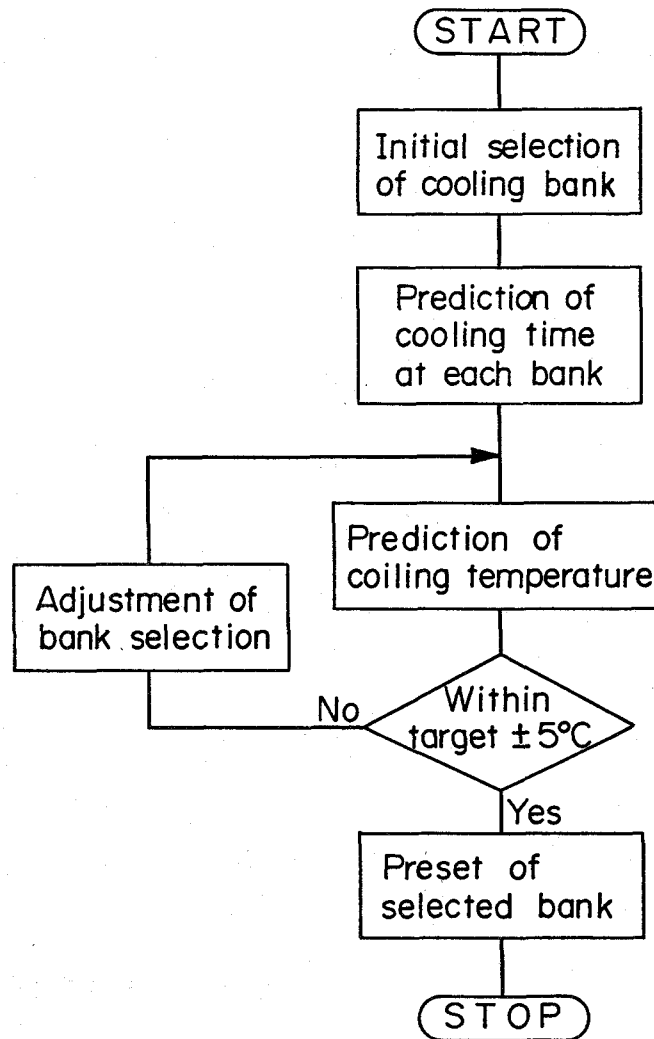 START
Initial selection
of cooling bank
Prediction of
cooling time
at each bank
Prediction of
coiling temperature
Adjustment of
bank selection
Within
target ±5°C
No
Yes
Preset of
selected bank
STOP